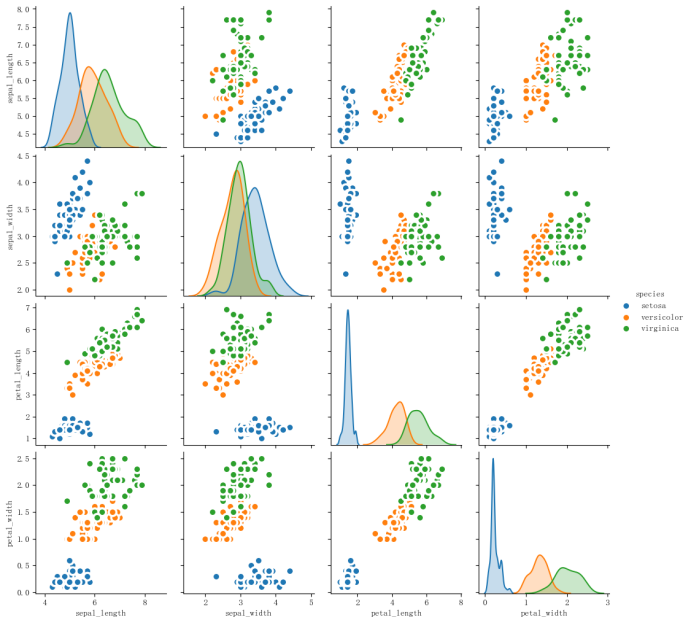 8.0
7.5
7.0
6.5
6.0
5.5
5.0
4.5
sepal_length
4.5
4.0
3.5
3.0
2.5
2.0
sepal_width
7
6
5
4
3
2
1
petal_length
2.5
2.0
1.5
1.0
0.5
0.0
petal_width
4 6 8
sepal_length
2 3 4 5
sepal_width
2 4 6 8
petal_length
0 1 2 3
petal_width
species
setosa
versicolor
virginica